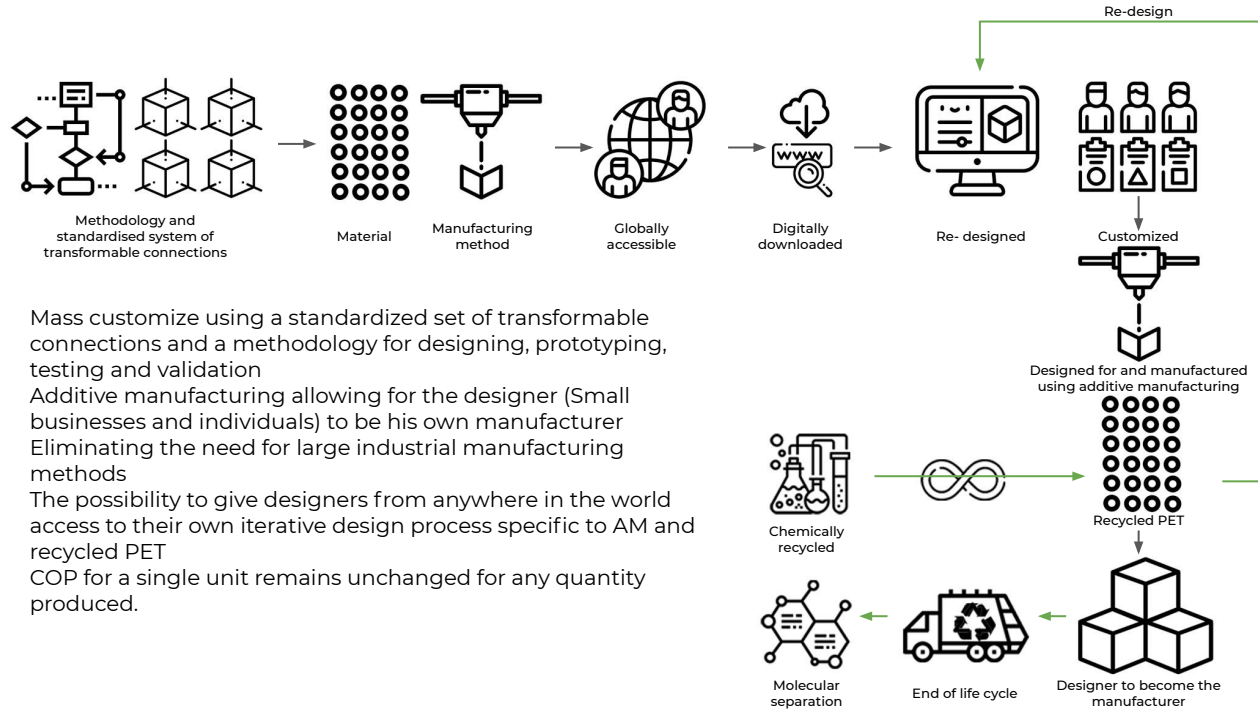 Re-design
Methodology and
standardised system of
transformable connections
Material
Manufacturing
method
Globally
accessible
www
Digitally
downloaded
Re- designed
Customized
Mass customize using a standardized set of transformable
connections and a methodology for designing, prototyping,
testing and validation
Additive manufacturing allowing for the designer (Small
businesses and individuals) to be his own manufacturer
Eliminating the need for large industrial manufacturing
methods
The possibility to give designers from anywhere in the world
access to their own iterative design process specific to AM and
recycled PET
COP for a single unit remains unchanged for any quantity
produced.
Designed for and manufactured
using additive manufacturing
Chemically
recycled
Recycled PET
Molecular
separation
End of life cycle
Designer to become the
manufacturer